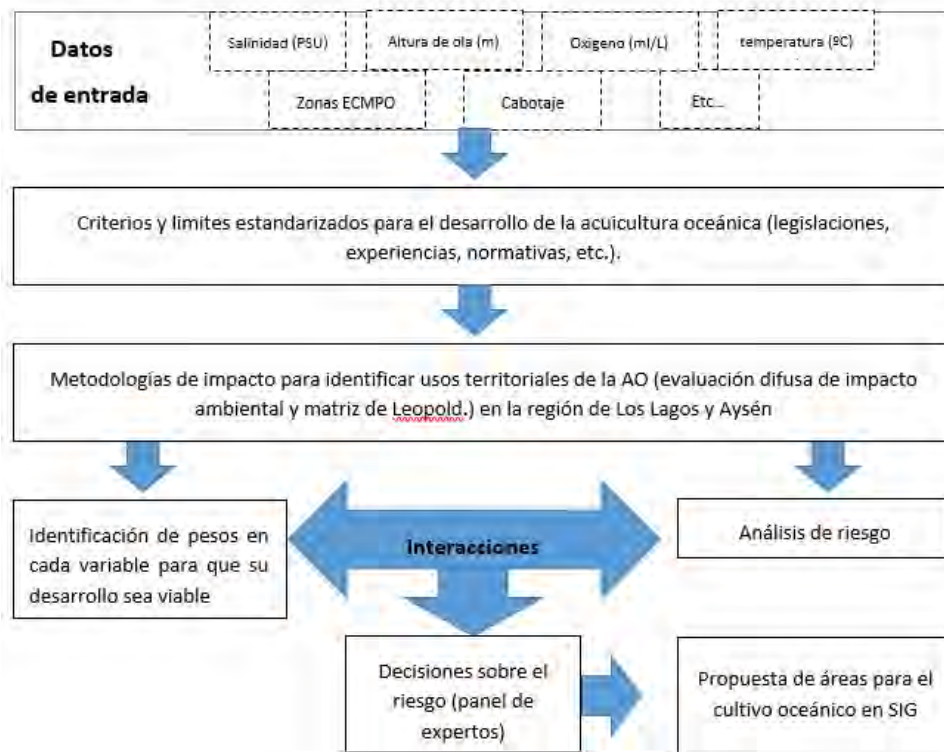 Datos
de entrada
Salinidad (PSU)
Altura de ola (m)
Oxigeno (ml/L)
temperatura (ºC)
Zonas ECMPO
Cabotaje
Etc...
Criterios y limites estandarizados para el desarrollo de la acuicultura oceánica (legislaciones,
experiencias, normativas, etc.).
Metodologías de impacto para identificar usos territoriales de la AO (evaluación difusa de impacto
ambiental y matriz de Leopold.) en la región de Los Lagos y Aysén
Identificación de pesos en
cada variable para que su
desarrollo sea viable
Interacciones
Análisis de riesgo
Decisiones sobre el
riesgo (panel de
expertos)
Propuesta de áreas para el
cultivo oceánico en SIG